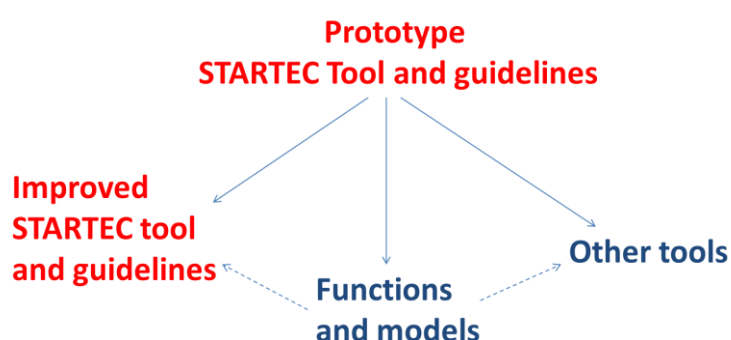 Prototype
STARTEC Tool and guidelines
Improved
STARTEC tool
and guidelines
Other tools
Functions
and models